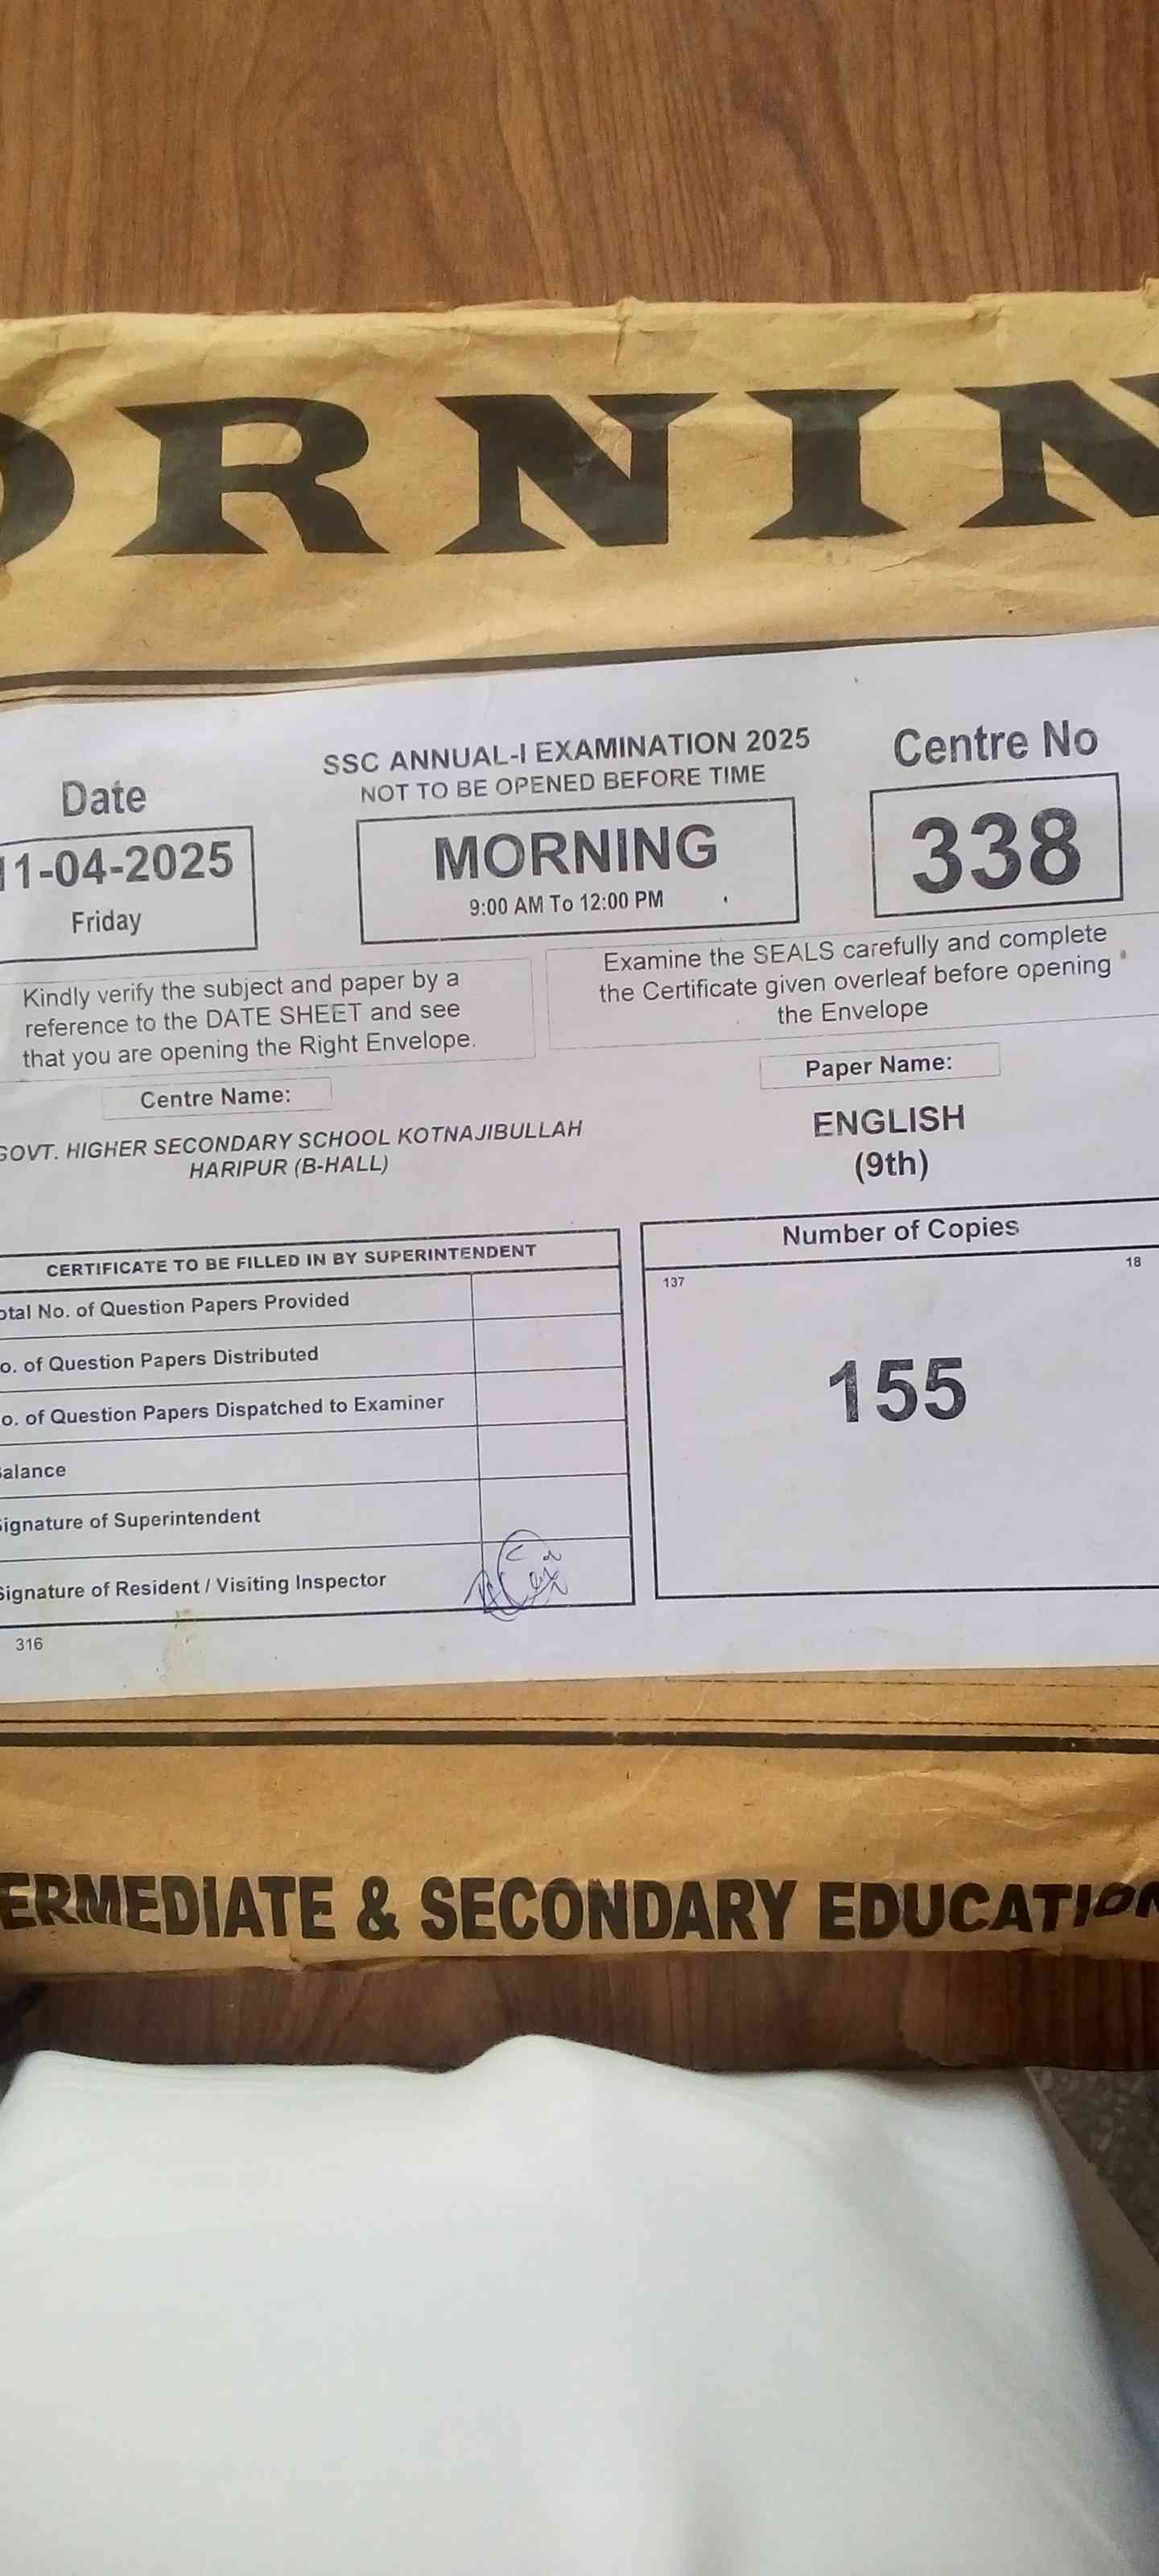 ORNIN
SSC ANNUAL-I EXAMINATION 2025
NOT TO BE OPENED BEFORE TIME
Date
11-04-2025
Friday
MORNING
9:00 AM To 12:00 PM
Centre No
338
Kindly verify the subject and paper by a
reference to the DATE SHEET and see
that you are opening the Right Envelope.
Examine the SEALS carefully and complete
the Certificate given overleaf before opening
the Envelope
Centre Name:
GOVT. HIGHER SECONDARY SCHOOL KOTNAJIBULLAH
HARIPUR (B-HALL)
Paper Name:
ENGLISH
(9th)
CERTIFICATE TO BE FILLED IN BY SUPERINTENDENT
otal No. of Question Papers Provided
o. of Question Papers Distributed
o. of Question Papers Dispatched to Examiner
alance
Signature of Superintendent
Signature of Resident / Visiting Inspector
Number of Copies
137
18
155
316
ERMEDIATE & SECONDARY EDUCATION